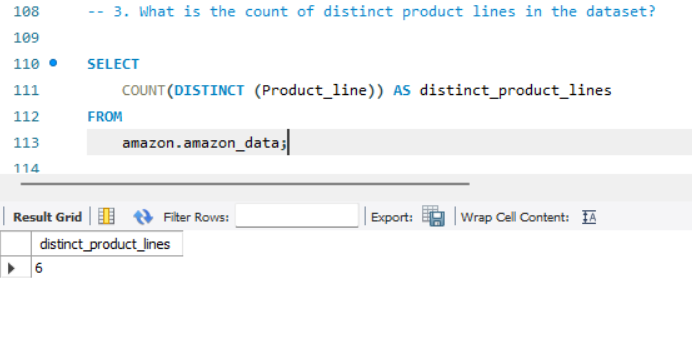 108 -- 3. What is the count of distinct product lines in the dataset?
109
110 SELECT
111 COUNT(DISTINCT (Product_line)) AS distinct_product_lines
112 FROM
113 amazon.amazon_data;
114
Result Grid Filter Rows: Export: Wrap Cell Content: IA
distinct_product_lines
6